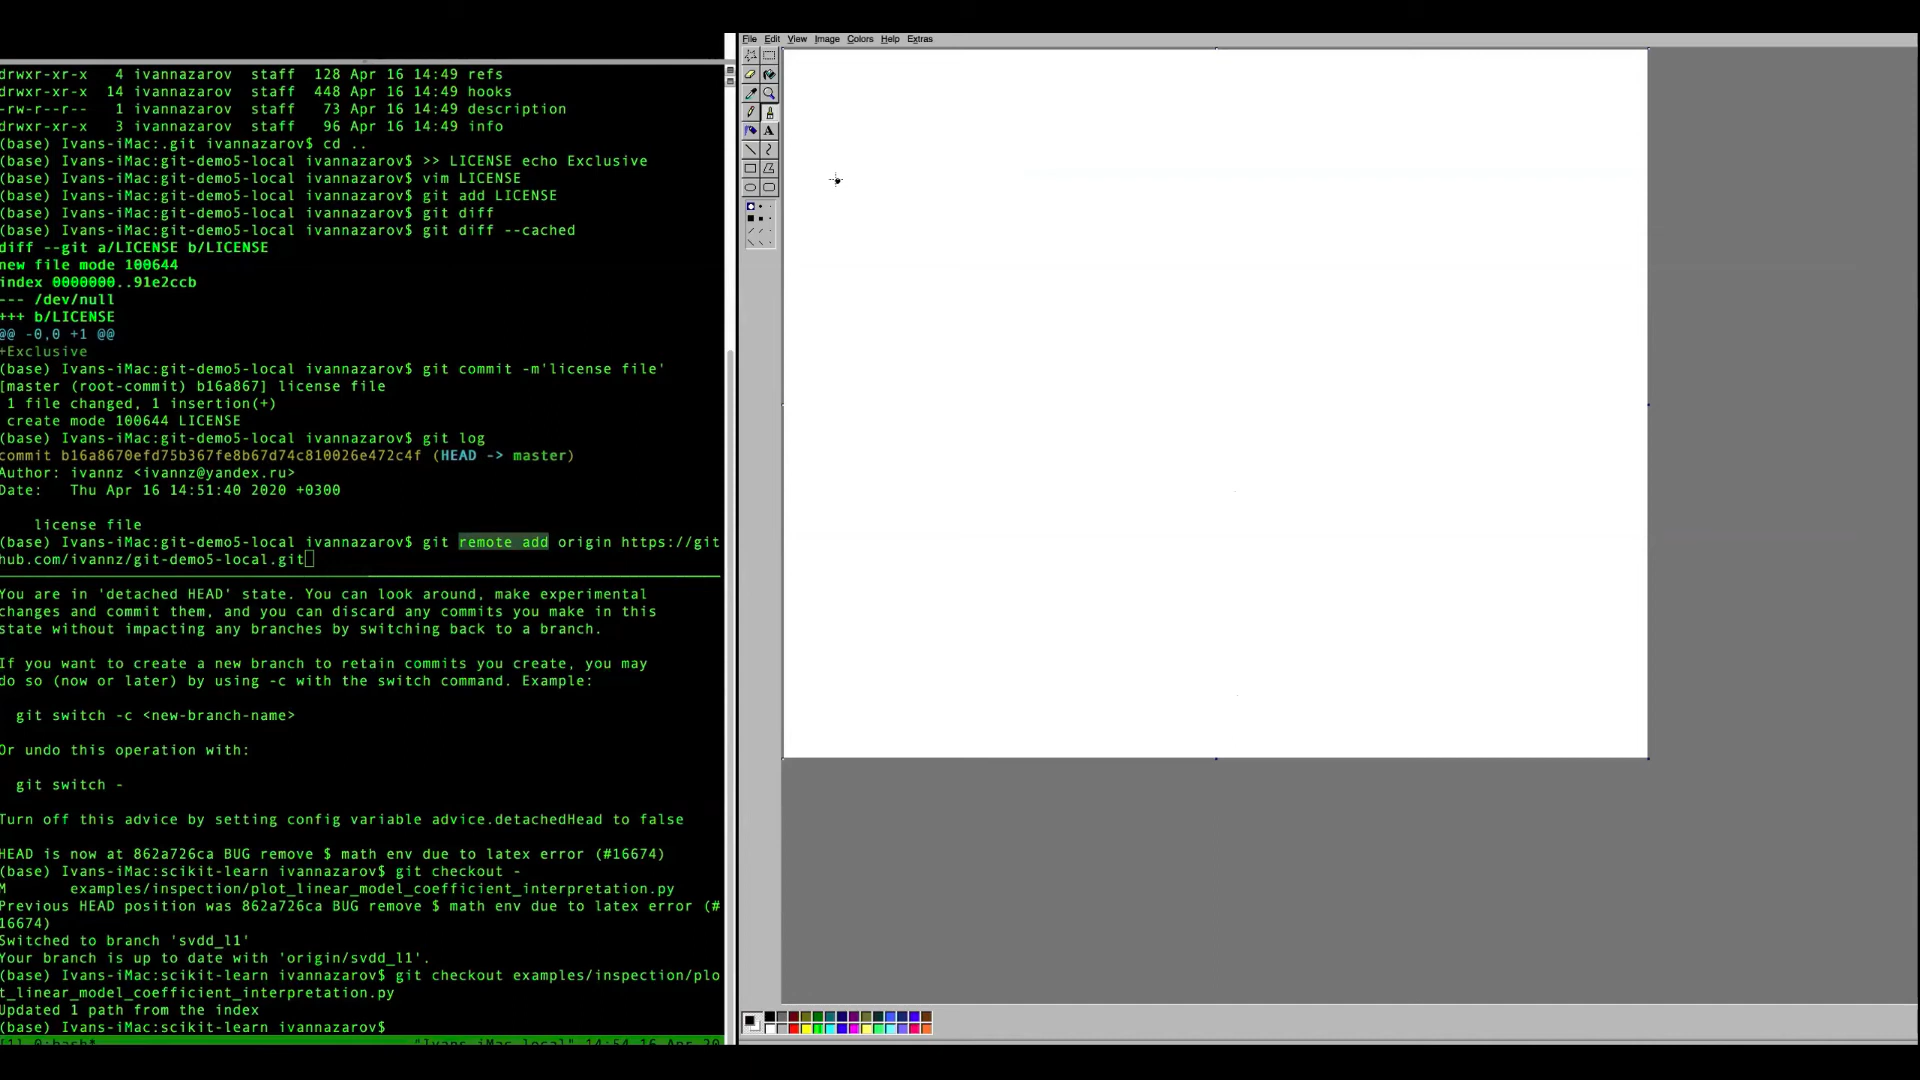 drwxr-xr-x   4 ivannazarov  staff  128 Apr 16 14:49 refs
drwxr-xr-x  14 ivannazarov  staff  448 Apr 16 14:49 hooks
-rw-r--r--   1 ivannazarov  staff   73 Apr 16 14:49 description
drwxr-xr-x   3 ivannazarov  staff   96 Apr 16 14:49 info
(base) Ivans-iMac:.git ivannazarov$ cd ..
(base) Ivans-iMac:git-demo5-local ivannazarov$ >> LICENSE echo Exclusive
(base) Ivans-iMac:git-demo5-local ivannazarov$ vim LICENSE
(base) Ivans-iMac:git-demo5-local ivannazarov$ git add LICENSE
(base) Ivans-iMac:git-demo5-local ivannazarov$ git diff
(base) Ivans-iMac:git-demo5-local ivannazarov$ git diff --cached
diff --git a/LICENSE b/LICENSE
new file mode 100644
index 0000000..91e2ccb
--- /dev/null
+++ b/LICENSE
@@ -0,0 +1 @@
+Exclusive
(base) Ivans-iMac:git-demo5-local ivannazarov$ git commit -m'license file'
[master (root-commit) b16a867] license file
 1 file changed, 1 insertion(+)
 create mode 100644 LICENSE
(base) Ivans-iMac:git-demo5-local ivannazarov$ git log
commit b16a8670efd75b367fe8b67d74c810026e472c4f (HEAD -> master)
Author: ivannz <ivannz@yandex.ru>
Date:   Thu Apr 16 14:51:40 2020 +0300
    license file
(base) Ivans-iMac:git-demo5-local ivannazarov$ git remote add origin https://git
hub.com/ivannz/git-demo5-local.git
You are in 'detached HEAD' state. You can look around, make experimental
changes and commit them, and you can discard any commits you make in this
state without impacting any branches by switching back to a branch.
If you want to create a new branch to retain commits you create, you may
do so (now or later) by using -c with the switch command. Example:
  git switch -c <new-branch-name>
Or undo this operation with:
  git switch -
Turn off this advice by setting config variable advice.detachedHead to false
HEAD is now at 862a726ca BUG remove $ math env due to latex error (#16674)
(base) Ivans-iMac:scikit-learn ivannazarov$ git checkout -
M       examples/inspection/plot_linear_model_coefficient_interpretation.py
Previous HEAD position was 862a726ca BUG remove $ math env due to latex error (#
16674)
Switched to branch 'svdd_l1'
Your branch is up to date with 'origin/svdd_l1'.
(base) Ivans-iMac:scikit-learn ivannazarov$ git checkout examples/inspection/plo
t_linear_model_coefficient_interpretation.py
Updated 1 path from the index
(base) Ivans-iMac:scikit-learn ivannazarov$
[1] 0:bash* "Ivans-iMac.local" 14:54 16-Apr-20
File Edit View Image Colors Help Extras
A